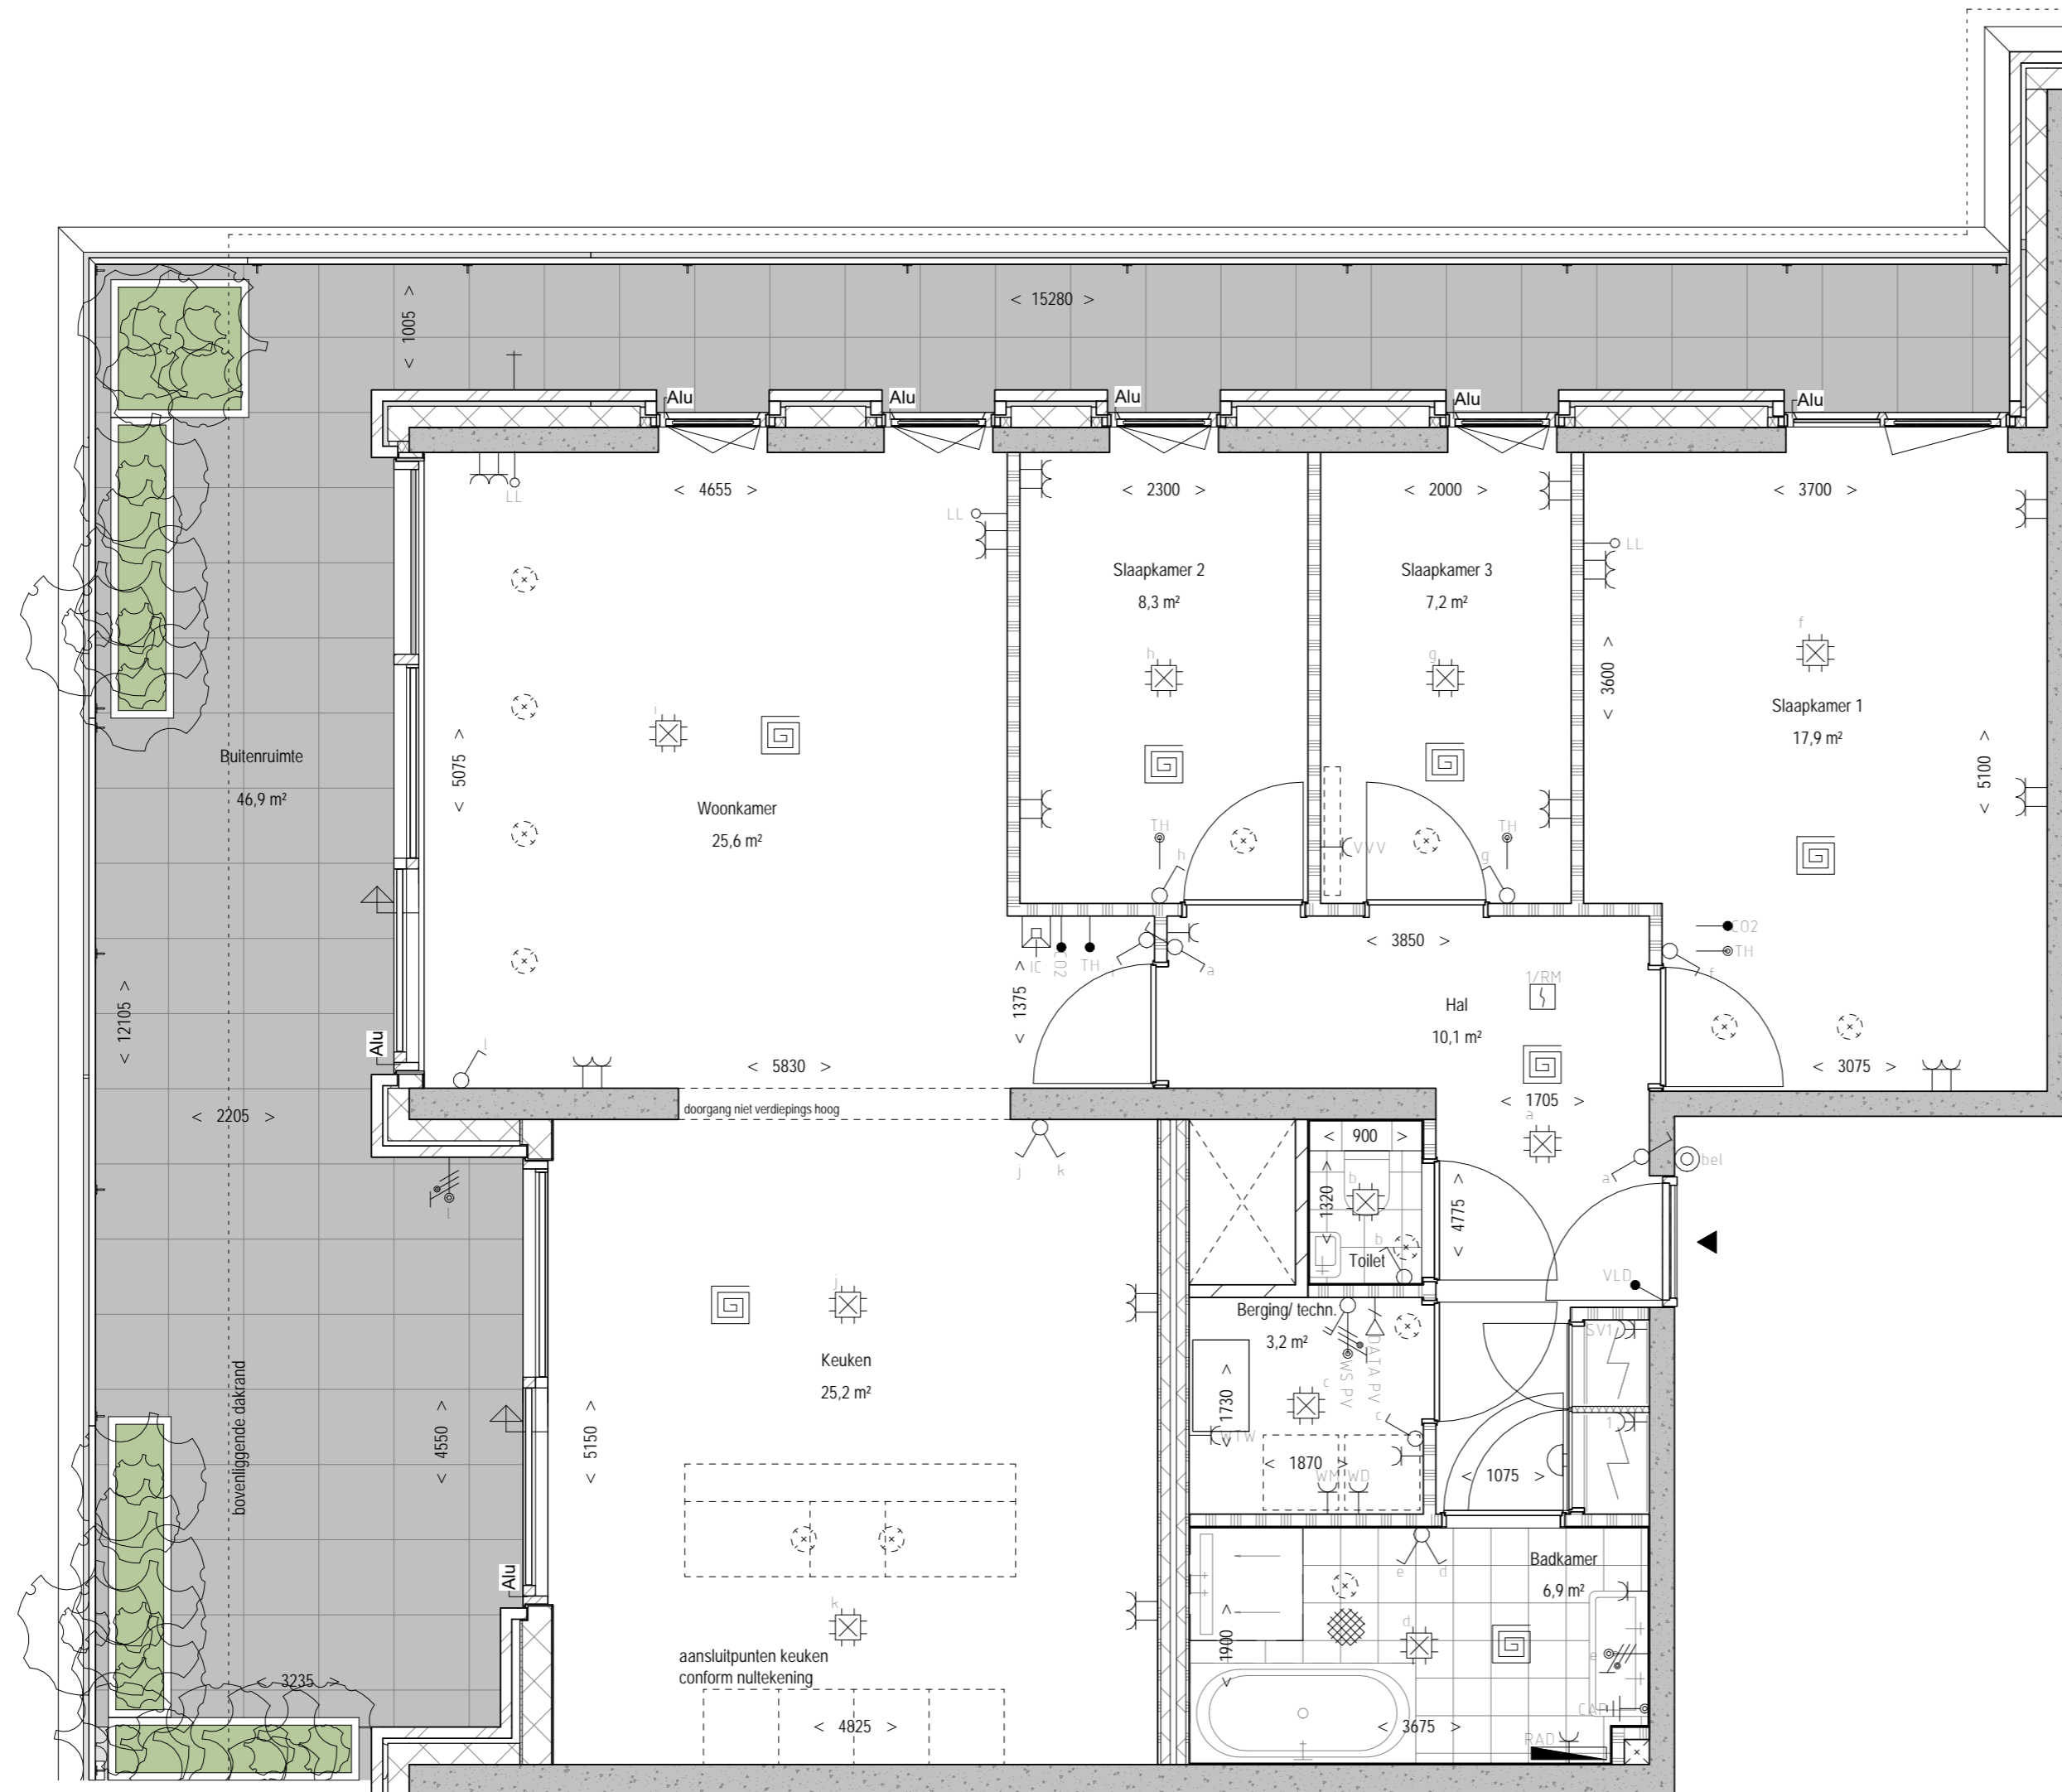 < 15280 >
< 1005 >
Alu
Alu
Alu
Alu
Alu
LL
< 4655 >
LL
< 2300 >
< 2000 >
< 3700 >
LL
Slaapkamer 2
8,3 m²
Slaapkamer 3
7,2 m²
f
h
g
< 3600 >
Slaapkamer 1
17,9 m²
i
Buitenruimte
46,9 m²
< 5075 >
Woonkamer
25,6 m²
< 5100 >
TH
h
VVV
g
TH
< 3850 >
CO2
TH
f
IC
CO2
TH
a
< 1375 >
1/RM
Hal
10,1 m²
< 12105 >
Alu
l
< 5830 >
< 3075 >
< 2205 >
doorgang niet verdiepings hoog
< 1705 >
a
< 900 >
j
k
a
bel
l
b
< 1320 >
< 4775 >
b
Toilet
VLD
j
Berging/ techn.
3,2 m²
SV1
Keuken
25,2 m²
WS PV
DATA PV
c
bovenliggende dakrand
< 4550 >
< 5150 >
< 1730 >
c
1
WTW
< 1870 >
WM
WD
< 1075 >
Alu
e
d
Badkamer
6,9 m²
k
d
< 1900 >
e
aansluitpunten keuken
conform nultekening
< 3235 >
CAP
< 4825 >
< 3675 >
RAD